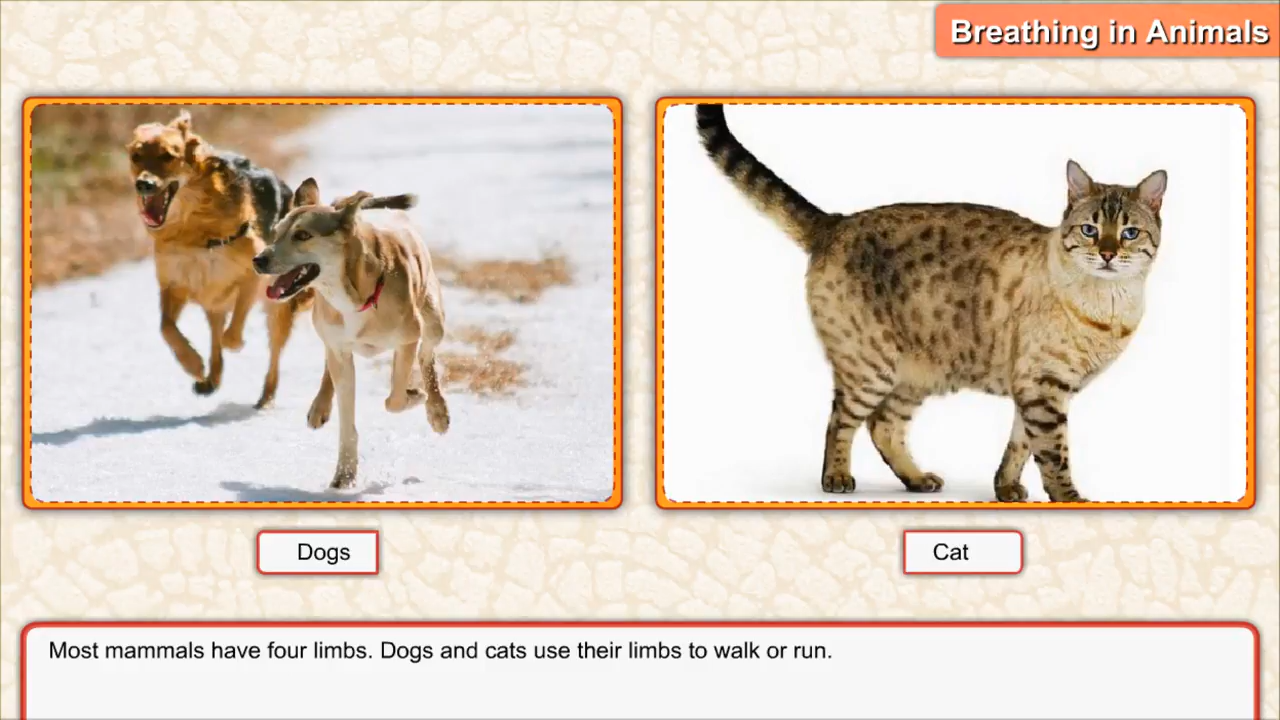 Breathing in Animals
Dogs
Cat
Most mammals have four limbs. Dogs and cats use their limbs to walk or run.